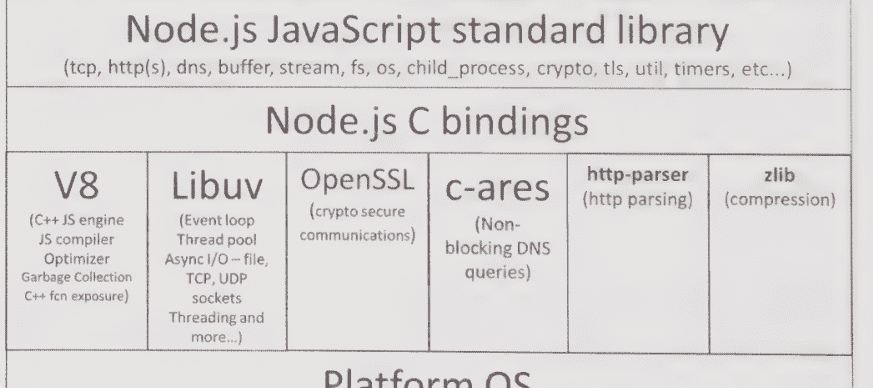 Node.js JavaScript standard library
(tcp, http(s), dns, buffer, stream, fs, os, child_process, crypto, tls, util, timers, etc...)
Node.js C bindings
V8
(C++ JS engine
JS compiler
Optimizer
Garbage Collection
C++ fcn exposure)
Libuv
(Event loop
Thread pool
Async I/O – file,
TCP, UDP
sockets
Threading and
more...)
OpenSSL
(crypto secure
communications)
c-ares
(Non-
blocking DNS
queries)
http-parser
(http parsing)
zlib
(compression)
Platform OS